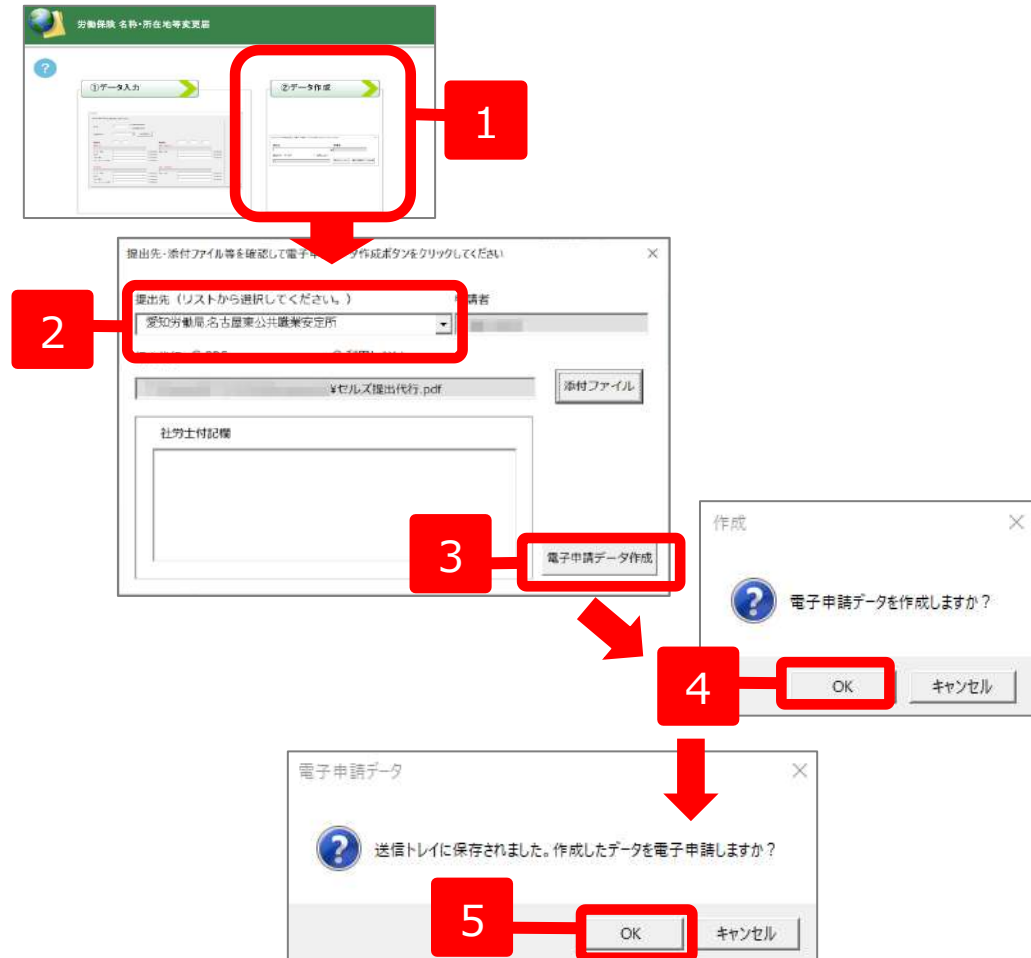 労働保険 名称・所在地等変更届
?
①データ入力
②データ作成
1
提出先・添付ファイル等を確認して電子申
タ作成ボタンをクリックしてください
2
提出先（リストから選択してください。）
請者
愛知労働局,名古屋東公共職業安定所
¥セルズ提出代行.pdf
添付ファイル
社労士付記欄
3
電子申請データ作成
作成
電子申請データを作成しますか？
4
OK
キャンセル
電子申請データ
送信トレイに保存されました。作成したデータを電子申請しますか？
5
OK
キャンセル